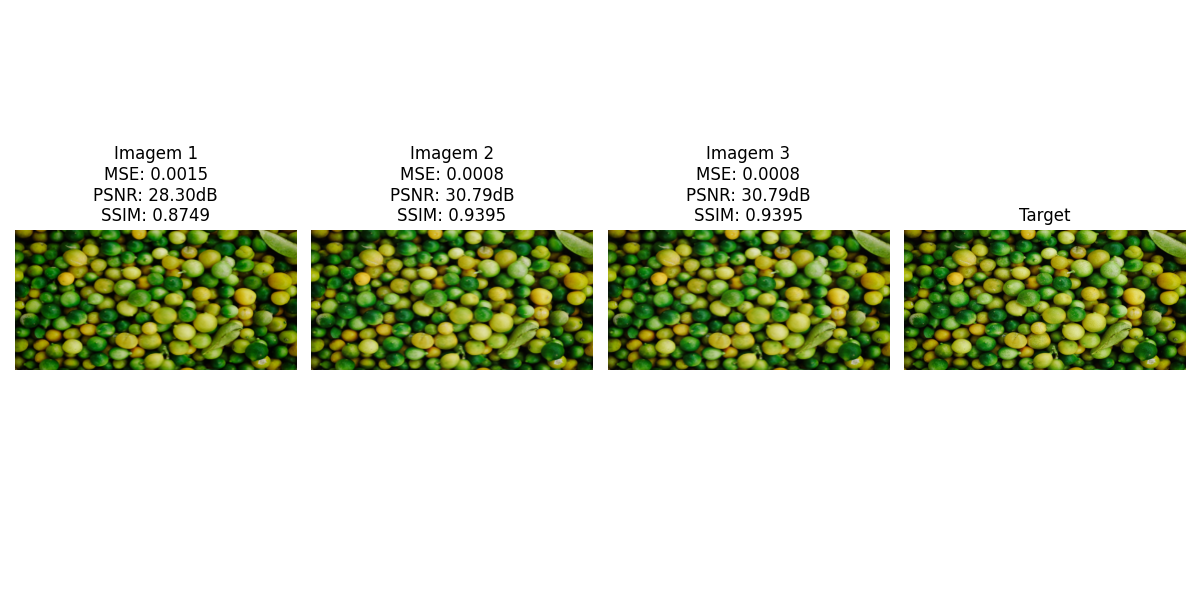 Imagem 1
MSE: 0.0015
PSNR: 28.30dB
SSIM: 0.8749
Imagem 2
MSE: 0.0008
PSNR: 30.79dB
SSIM: 0.9395
Imagem 3
MSE: 0.0008
PSNR: 30.79dB
SSIM: 0.9395
Target